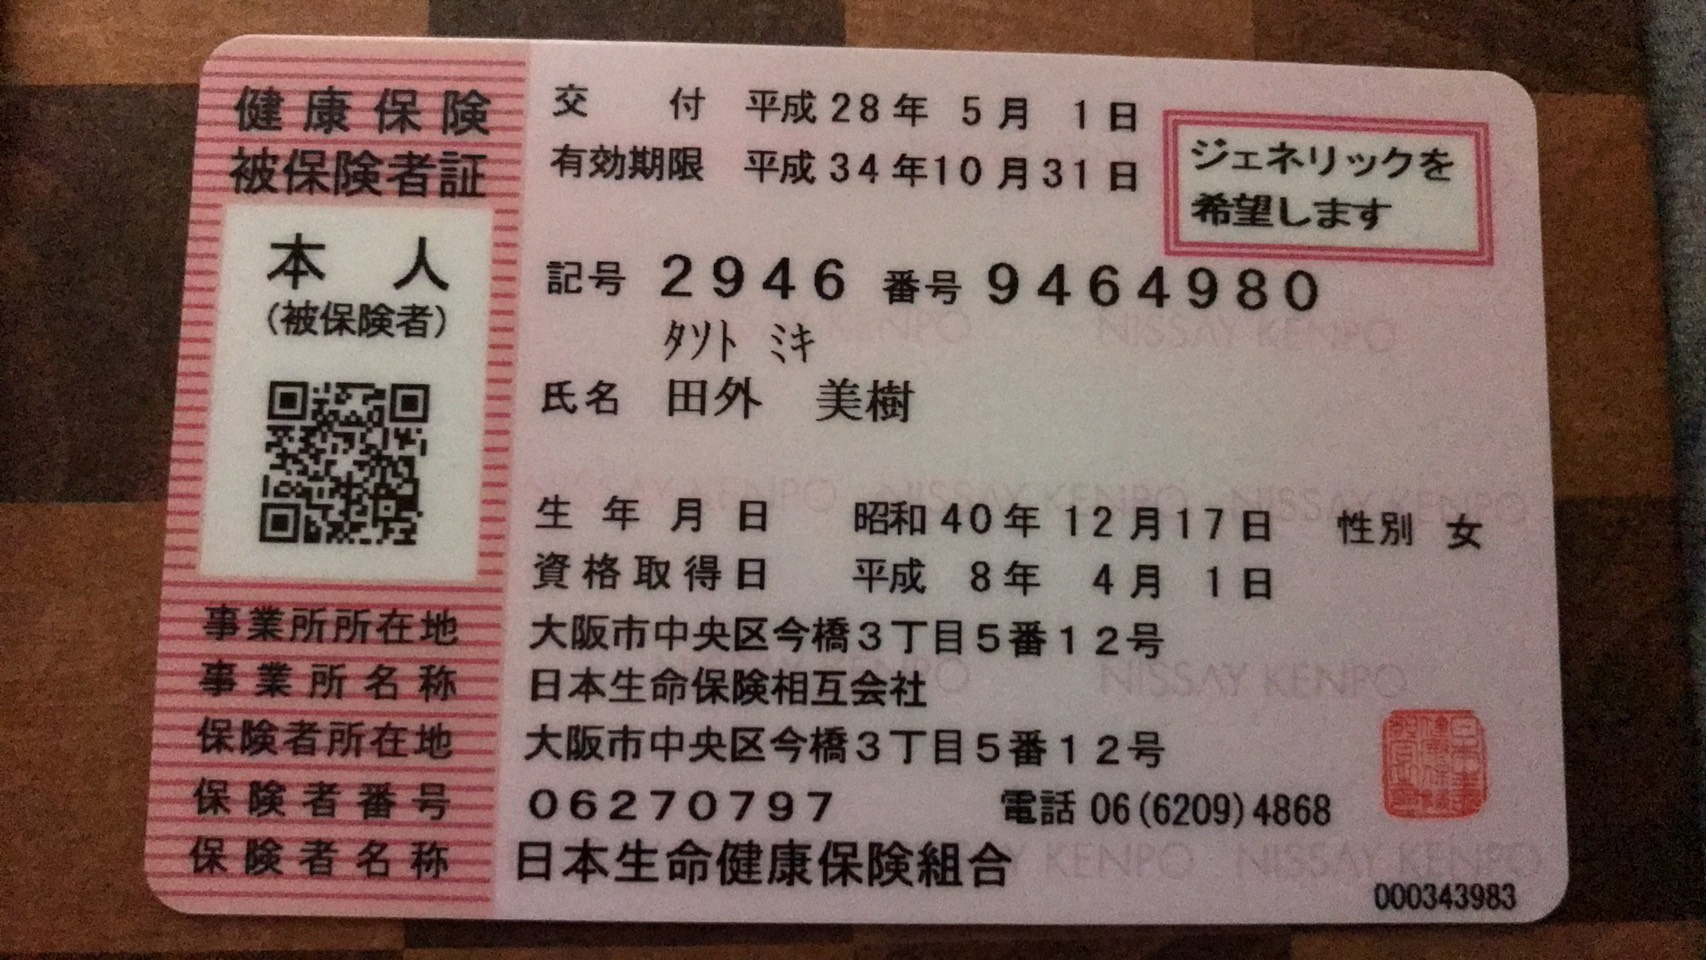 健康保険
被保険者証
本人
(被保険者)
交付 平成28年 5月 1日
有効期限 平成34年10月31日
ジェネリックを
希望します
記号 2946 番号 9464980
ﾀｿﾄ ﾐｷ
氏名 田外 美樹
生年月日 昭和40年12月17日 性別 女
資格取得日 平成 8年 4月 1日
事業所所在地 大阪市中央区今橋3丁目5番12号
事業所名称 日本生命保険相互会社
保険者所在地 大阪市中央区今橋3丁目5番12号
保険者番号 06270797 電話 06(6209)4868
保険者名称 日本生命健康保険組合
000343983
NISSAY KENPO